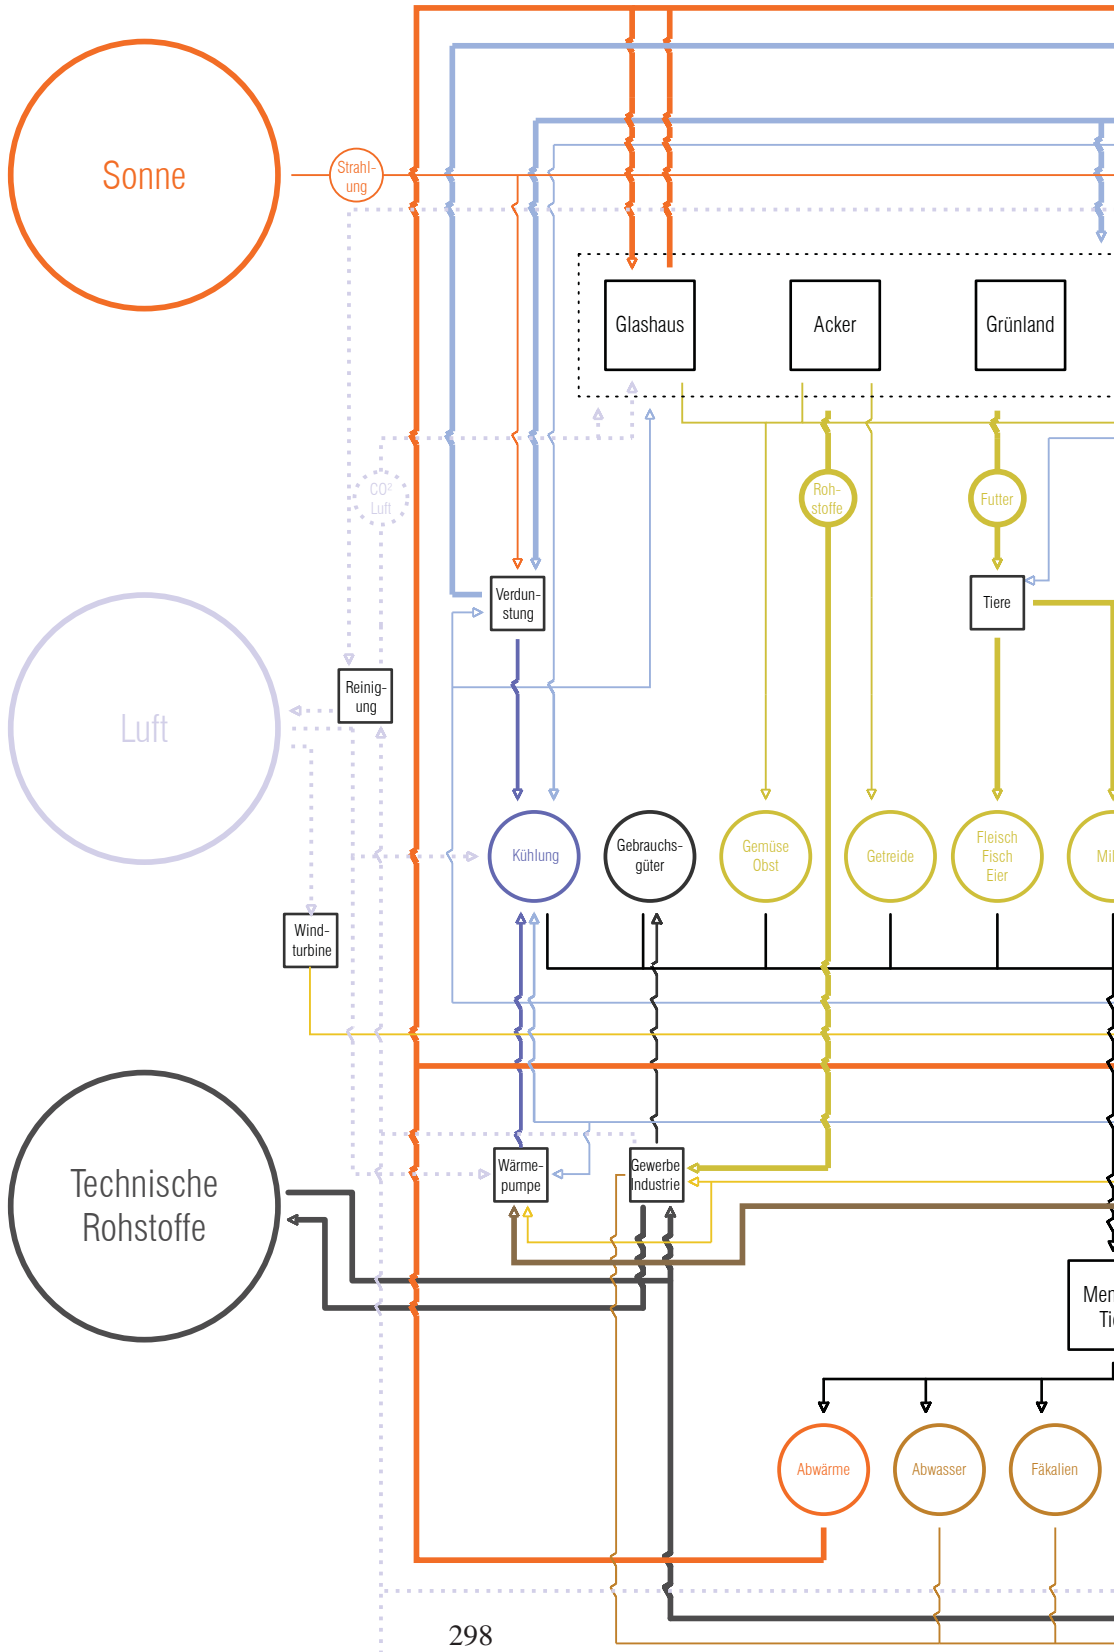 Sonne
Strahl-
ung
Glashaus
Acker
Grünland
CO²
Luft
Roh-
stoffe
Futter
Verdun-
stung
Tiere
Reinig-
ung
Luft
Kühlung
Gebrauchs-
güter
Gemüse
Obst
Getreide
Fleisch
Fisch
Eier
Wind-
turbine
Technische
Rohstoffe
Wärme-
pumpe
Gewerbe
Industrie
Abwärme
Abwasser
Fäkalien
298